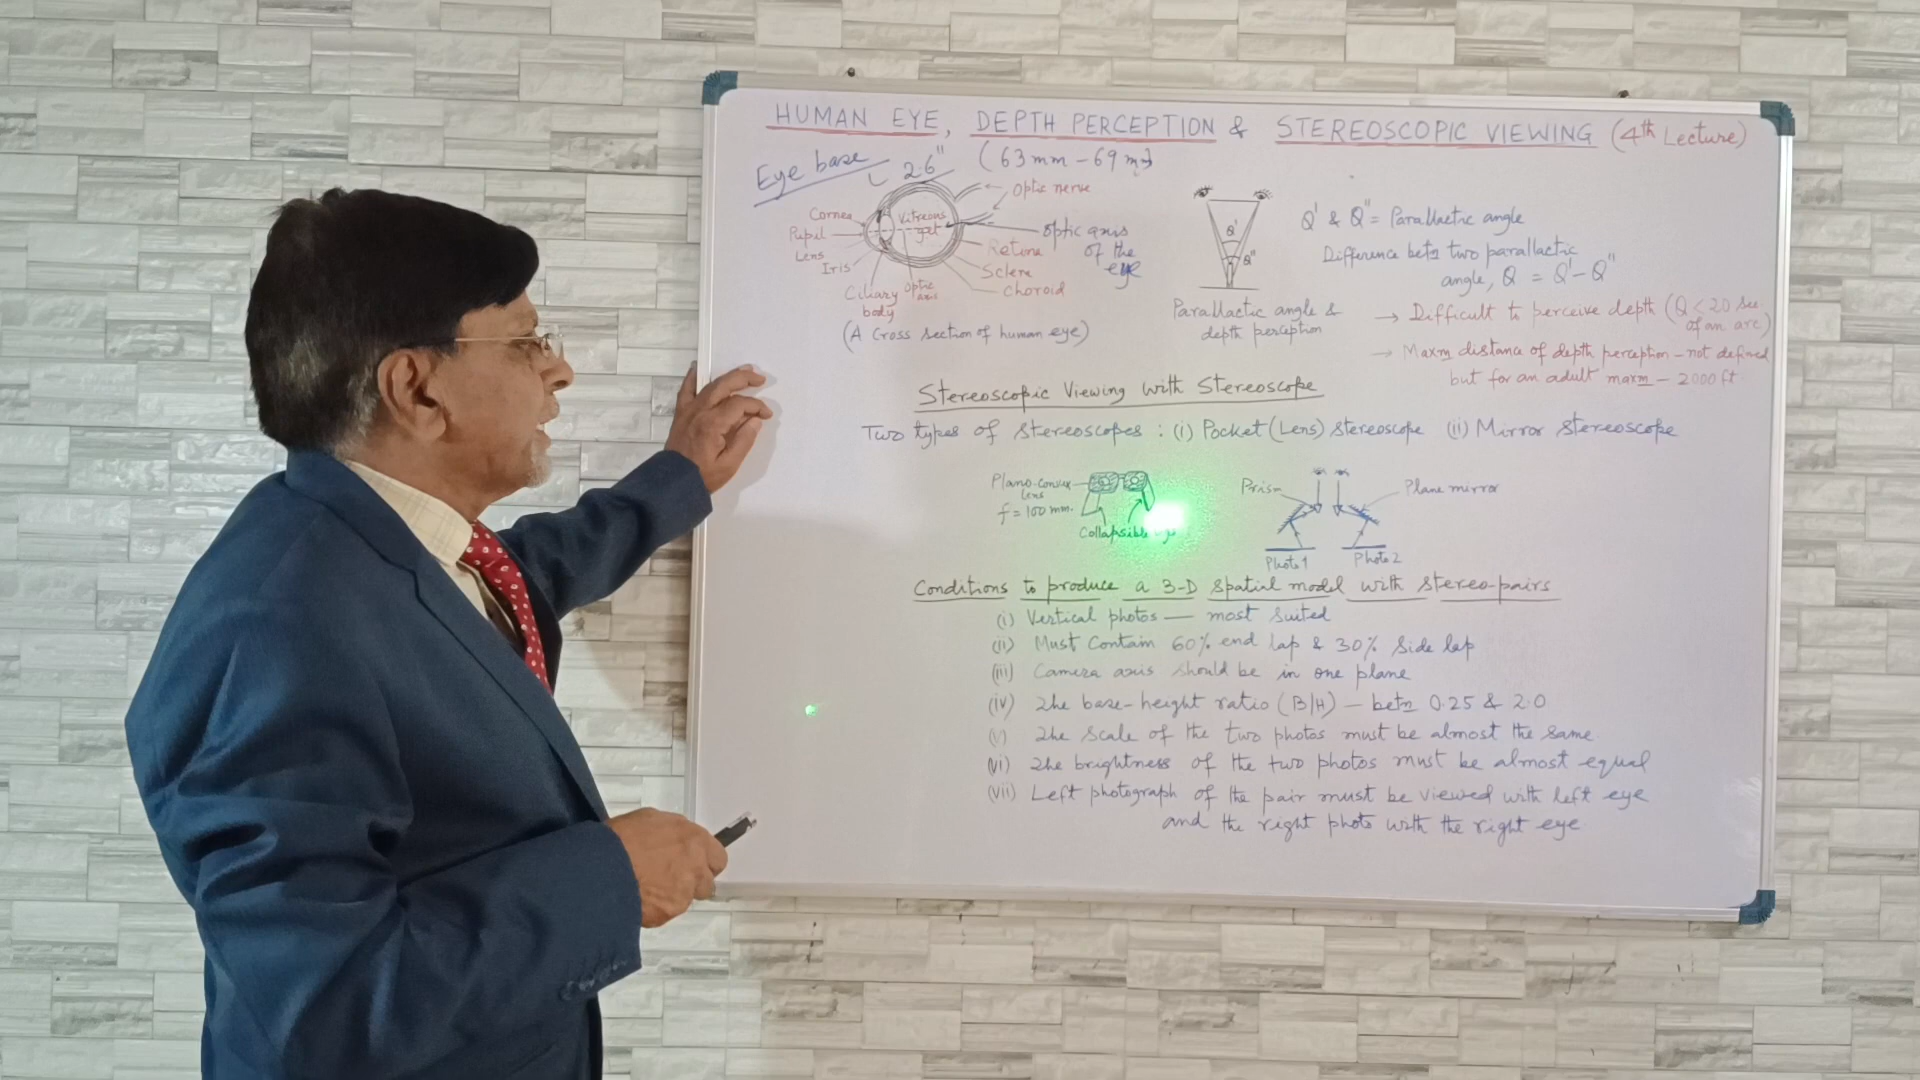 HUMAN EYE, DEPTH PERCEPTION & STEREOSCOPIC VIEWING (4th Lecture)
Eye base 2.6" (63mm - 69mm)
Optic nerve
Cornea
Pupil
Lens
Iris
Vitreous gel
Optic axis of the eye
Retina
Sclera
Choroid
Ciliary body
Optic axis
(A Cross section of human eye)
Q'
Q"
Parallactic angle &
depth perception
Q' & Q" = Parallactic angle
Difference betn two parallactic
angle, Q = Q' - Q"
→ Difficult to perceive depth (Q < 20 sec of an arc)
→ Maxm distance of depth perception - not defined
but for an adult maxm - 2000 ft.
Stereoscopic Viewing with Stereoscope
Two types of stereoscopes : (i) Pocket (Lens) stereoscope (ii) Mirror stereoscope
Plano-convex lens
f = 100 mm.
Collapsible
Prism
Plane mirror
Photo 1
Photo 2
Conditions to produce a 3-D spatial model with stereo-pairs
(i) Vertical photos — most suited
(ii) Must contain 60% end lap & 30% side lap
(iii) Camera axis should be in one plane
(iv) The base-height ratio (B/H) - betn 0.25 & 2.0
(v) The scale of the two photos must be almost the same
(vi) The brightness of the two photos must be almost equal
(vii) Left photograph of the pair must be viewed with left eye
and the right photo with the right eye